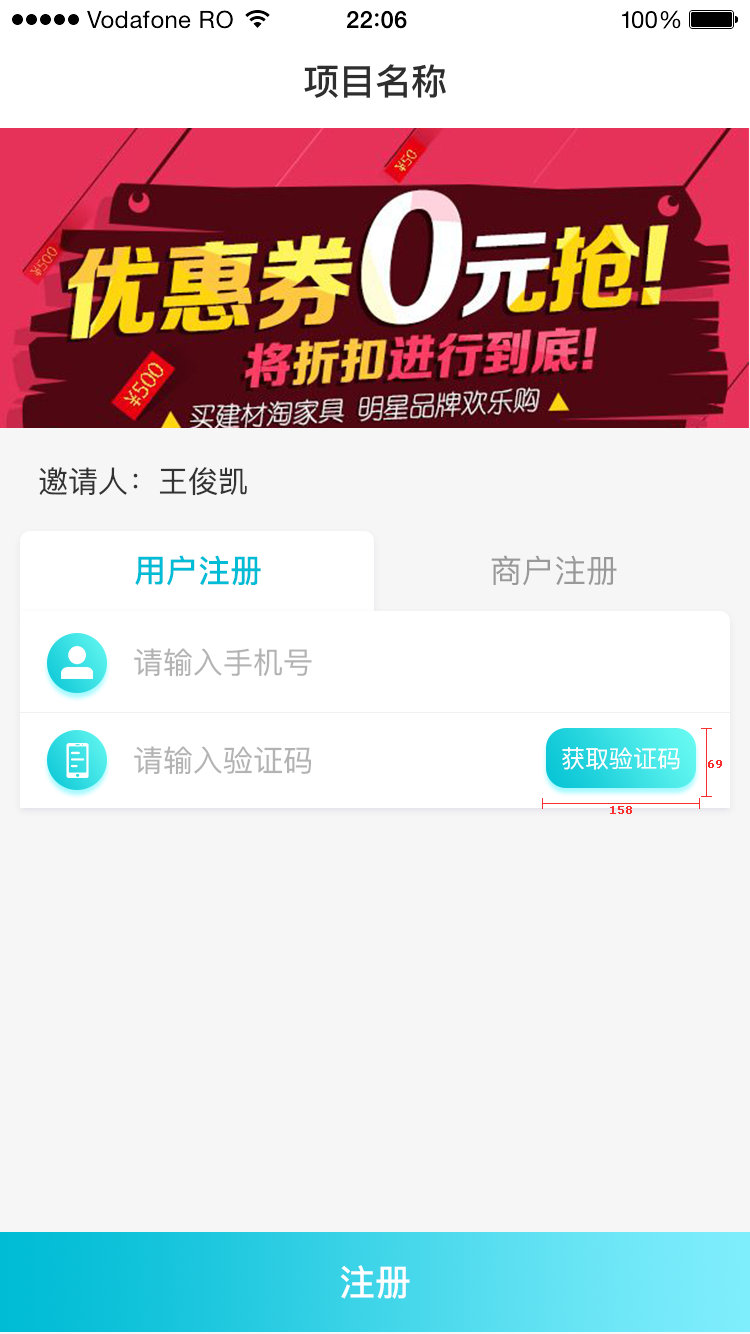 Vodafone RO 22:06 100%
项目名称
¥50
¥500
优惠券0元抢!
将折扣进行到底!
¥500
买建材淘家具 明星品牌欢乐购
邀请人：王俊凯
用户注册 商户注册
请输入手机号
请输入验证码 获取验证码
69
158
注册